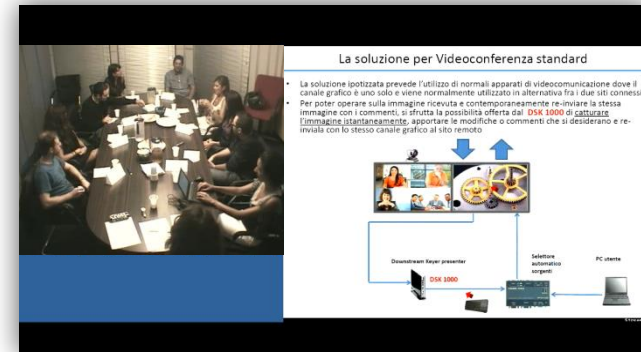 La soluzione per Videoconferenza standard
La soluzione ipotizzata prevede l'utilizzo di normali apparati di videocomunicazione dove il
canale grafico è uno solo e viene normalmente utilizzato in alternativa fra i due siti connessi
Per poter operare sulla immagine ricevuta e contemporaneamente re-inviare la stessa
immagine con i commenti, si sfrutta la possibilità offerta dal DSK 1000 di catturare
l'immagine istantaneamente, apportare le modifiche o commenti che si desiderano e re-
inviala con lo stesso canale grafico al sito remoto
Downstream Keyer presenter
DSK 1000
Selettore
automatico
sorgenti
PC utente